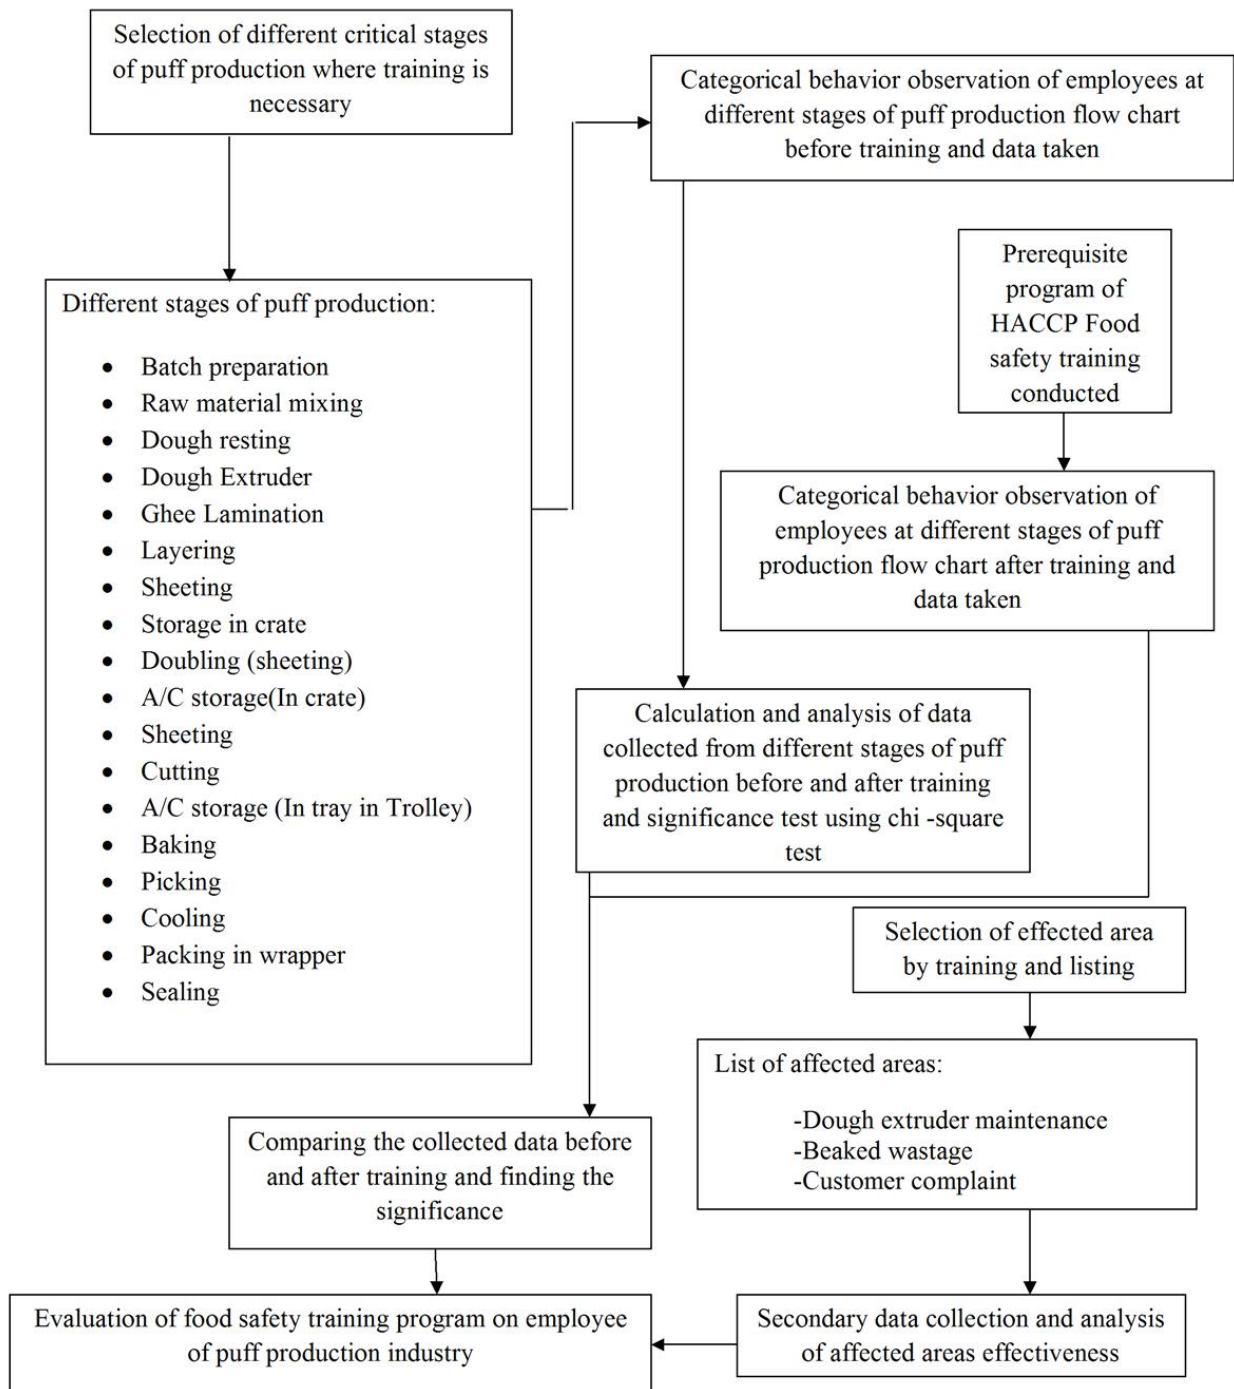 Selection of different critical stages
of puff production where training is
necessary
Categorical behavior observation of employees at
different stages of puff production flow chart
before training and data taken
Prerequisite
program of
HACCP Food
safety training
conducted
Different stages of puff production:
• Batch preparation
• Raw material mixing
• Dough resting
• Dough Extruder
• Ghee Lamination
• Layering
• Sheeting
• Storage in crate
• Doubling (sheeting)
• A/C storage(In crate)
• Sheeting
• Cutting
• A/C storage (In tray in Trolley)
• Baking
• Picking
• Cooling
• Packing in wrapper
• Sealing
Categorical behavior observation of
employees at different stages of puff
production flow chart after training and
data taken
Calculation and analysis of data
collected from different stages of puff
production before and after training
and significance test using chi -square
test
Selection of effected area
by training and listing
List of affected areas:
-Dough extruder maintenance
-Beaked wastage
-Customer complaint
Comparing the collected data before
and after training and finding the
significance
Evaluation of food safety training program on employee
of puff production industry
Secondary data collection and analysis
of affected areas effectiveness